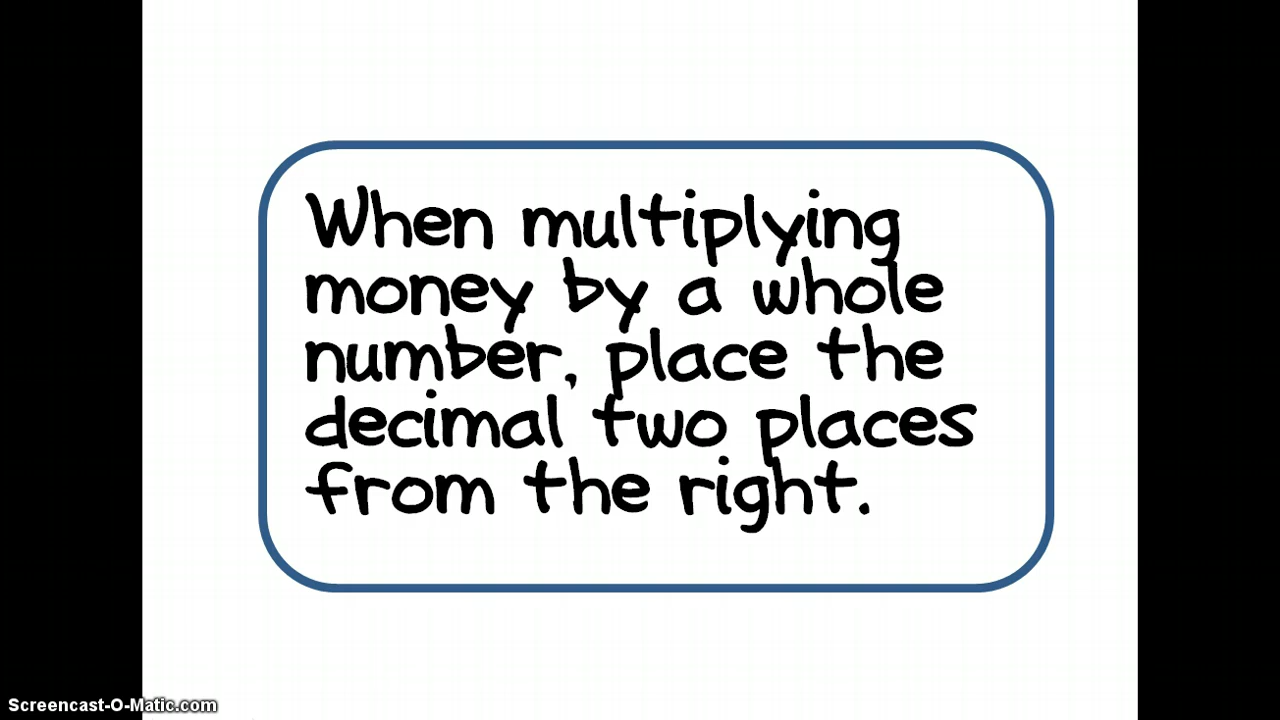 When multiplying
money by a whole
number, place the
decimal two places
from the right.
Screencast-O-Matic.com